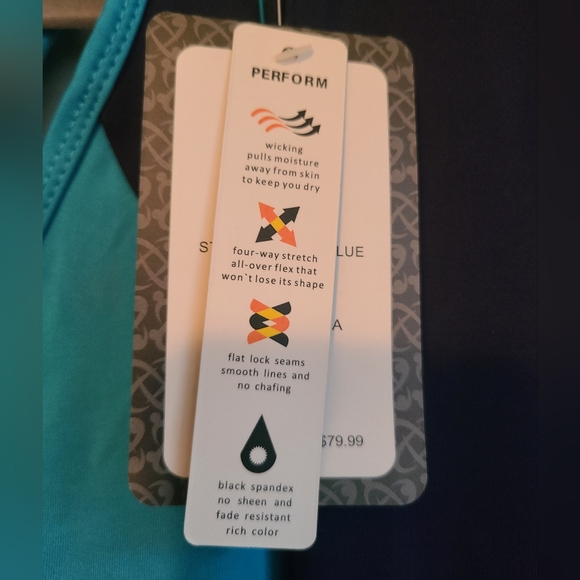 PERFORM
wicking
pulls moisture
away from skin
to keep you dry
four-way stretch
all-over flex that
won`t lose its shape
flat lock seams
smooth lines and
no chafing
black spandex
no sheen and
fade resistant
rich color
$79.99